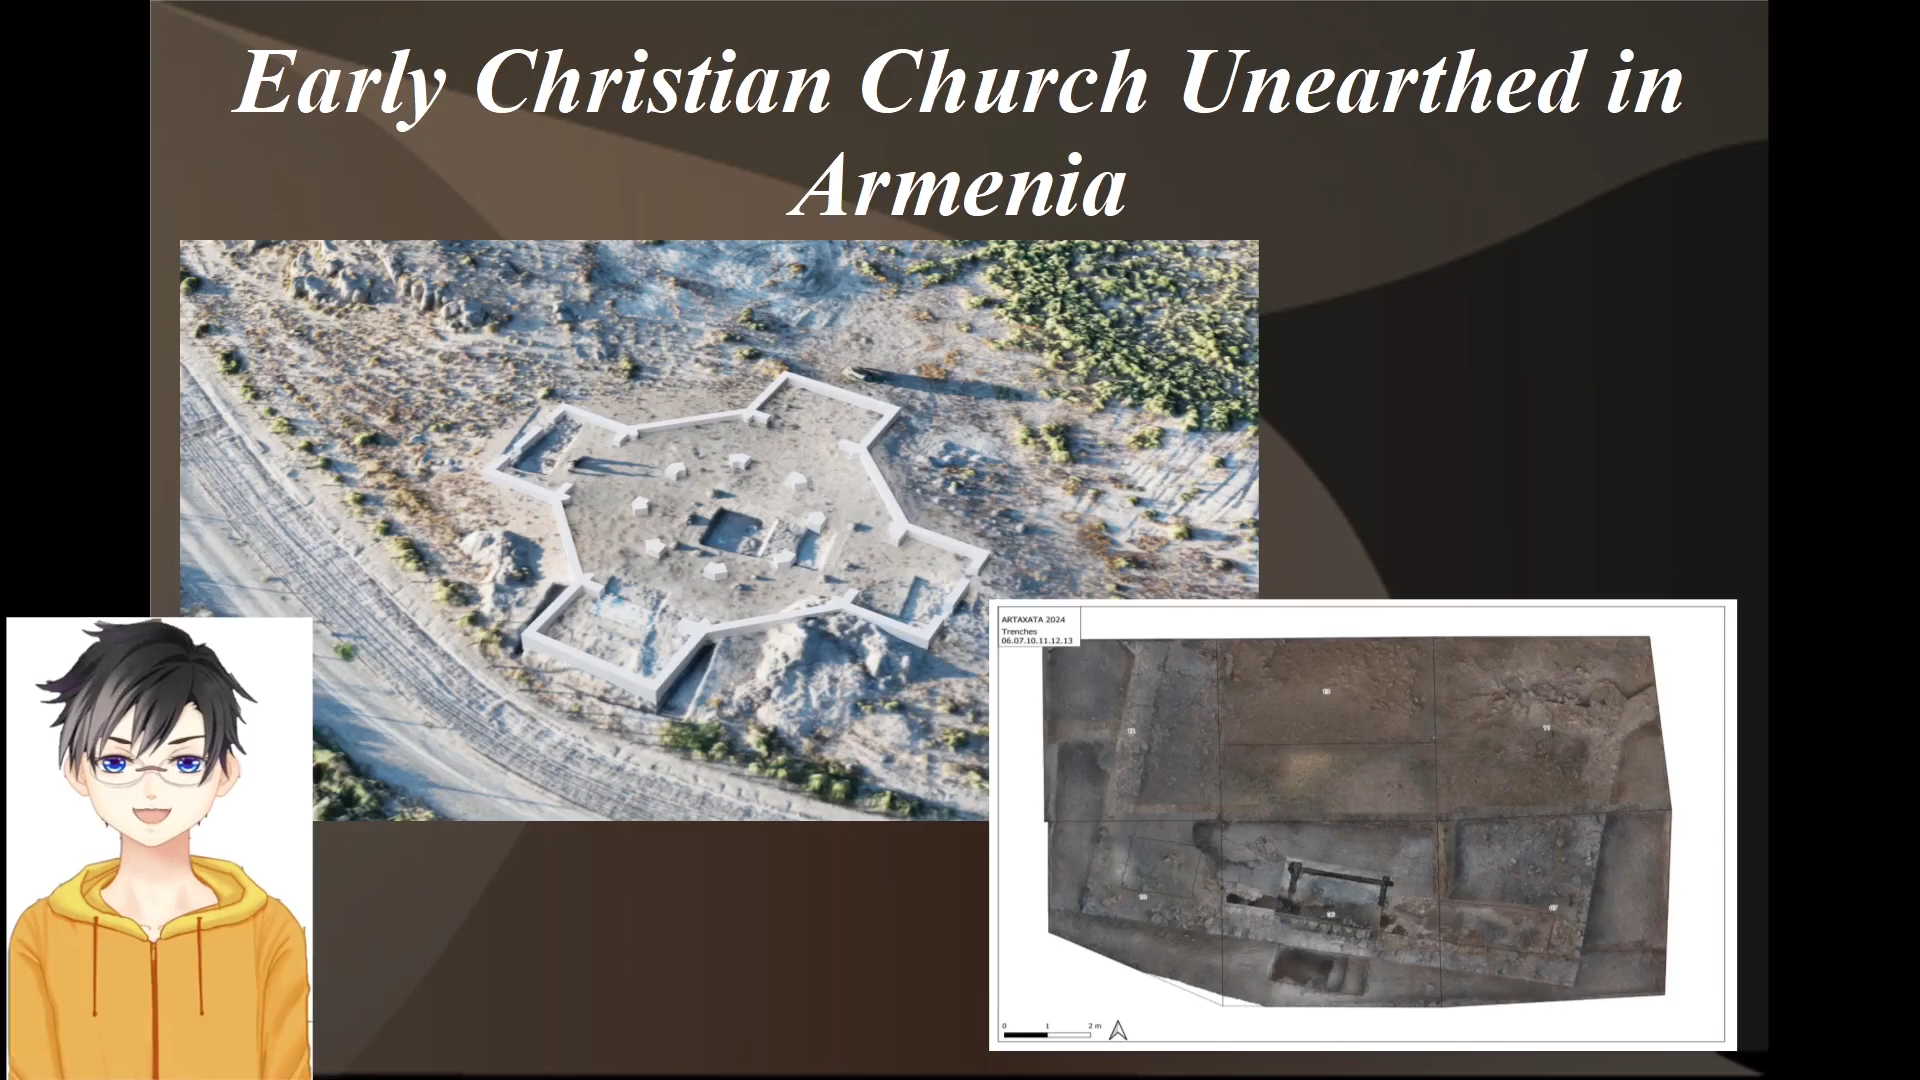 Early Christian Church Unearthed in
Armenia
ARTAXATA 2024
Trenches
06.07.10.11.12.13
0 1 2 m